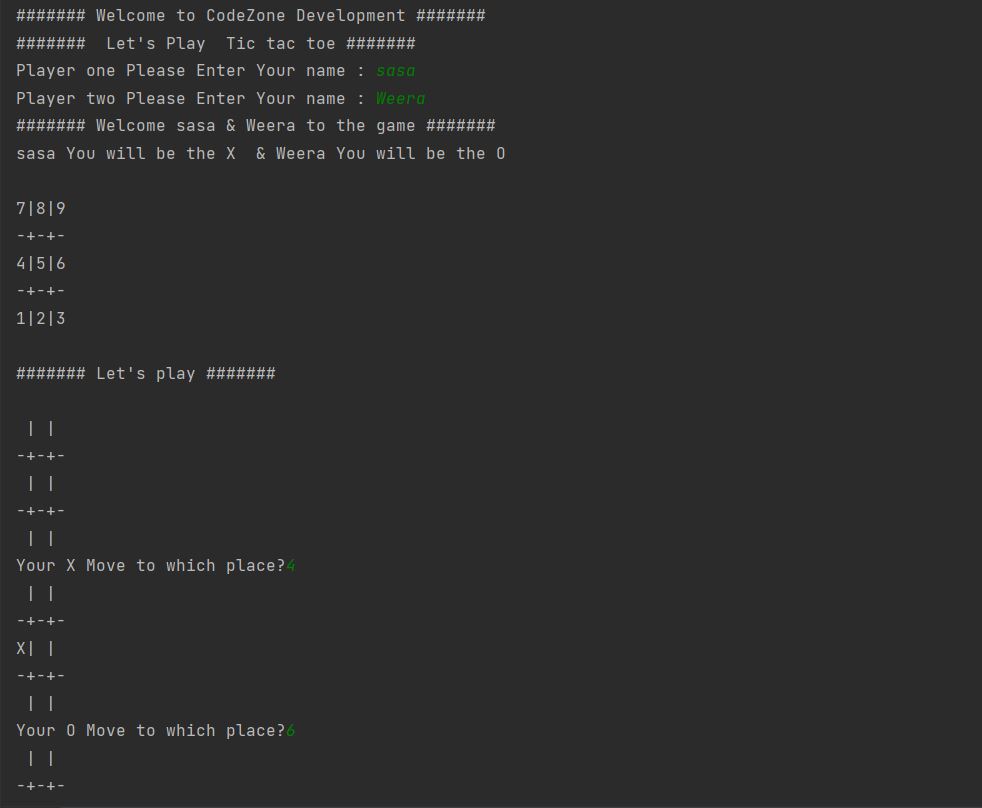 ####### Welcome to CodeZone Development #######
#######  Let's Play  Tic tac toe #######
Player one Please Enter Your name : sasa
Player two Please Enter Your name : Weera
####### Welcome sasa & Weera to the game #######
sasa You will be the X  & Weera You will be the O

7|8|9
-+-+-
4|5|6
-+-+-
1|2|3

####### Let's play #######

 | |
-+-+-
 | |
-+-+-
 | |
Your X Move to which place?4
 | |
-+-+-
X| |
-+-+-
 | |
Your O Move to which place?6
 | |
-+-+-